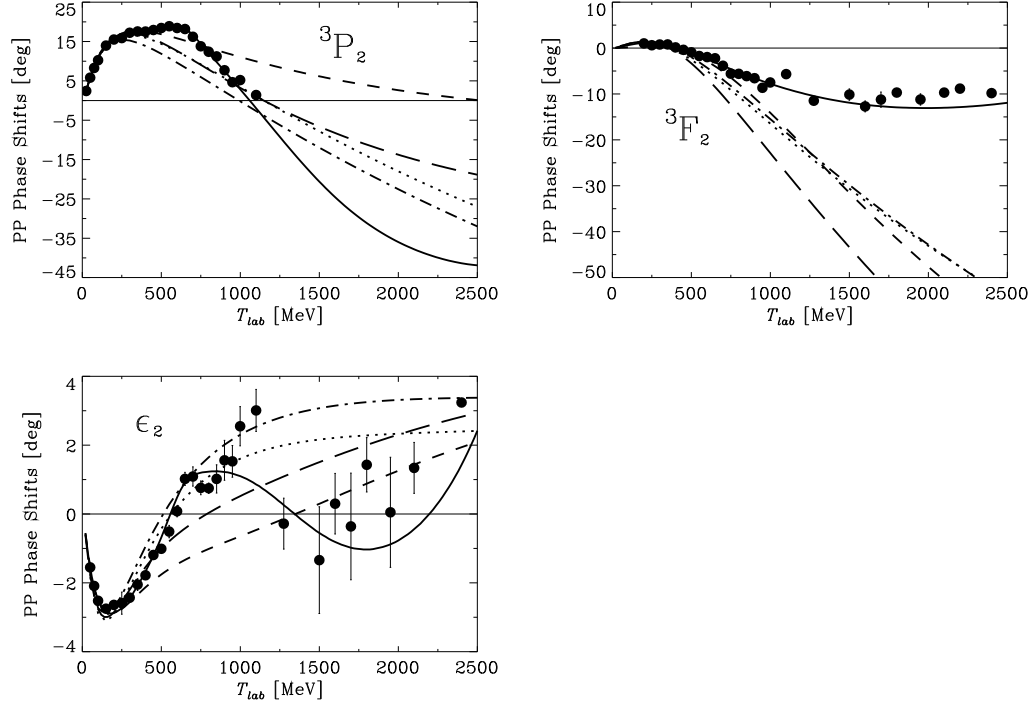 25
15
5
−5
−15
−25
−35
−45
PP Phase Shifts [deg]
³P₂
0 500 1000 1500 2000 2500
T_lab [MeV]
10
0
−10
−20
−30
−40
−50
PP Phase Shifts [deg]
³F₂
0 500 1000 1500 2000 2500
T_lab [MeV]
4
2
0
−2
−4
PP Phase Shifts [deg]
ϵ₂
0 500 1000 1500 2000 2500
T_lab [MeV]